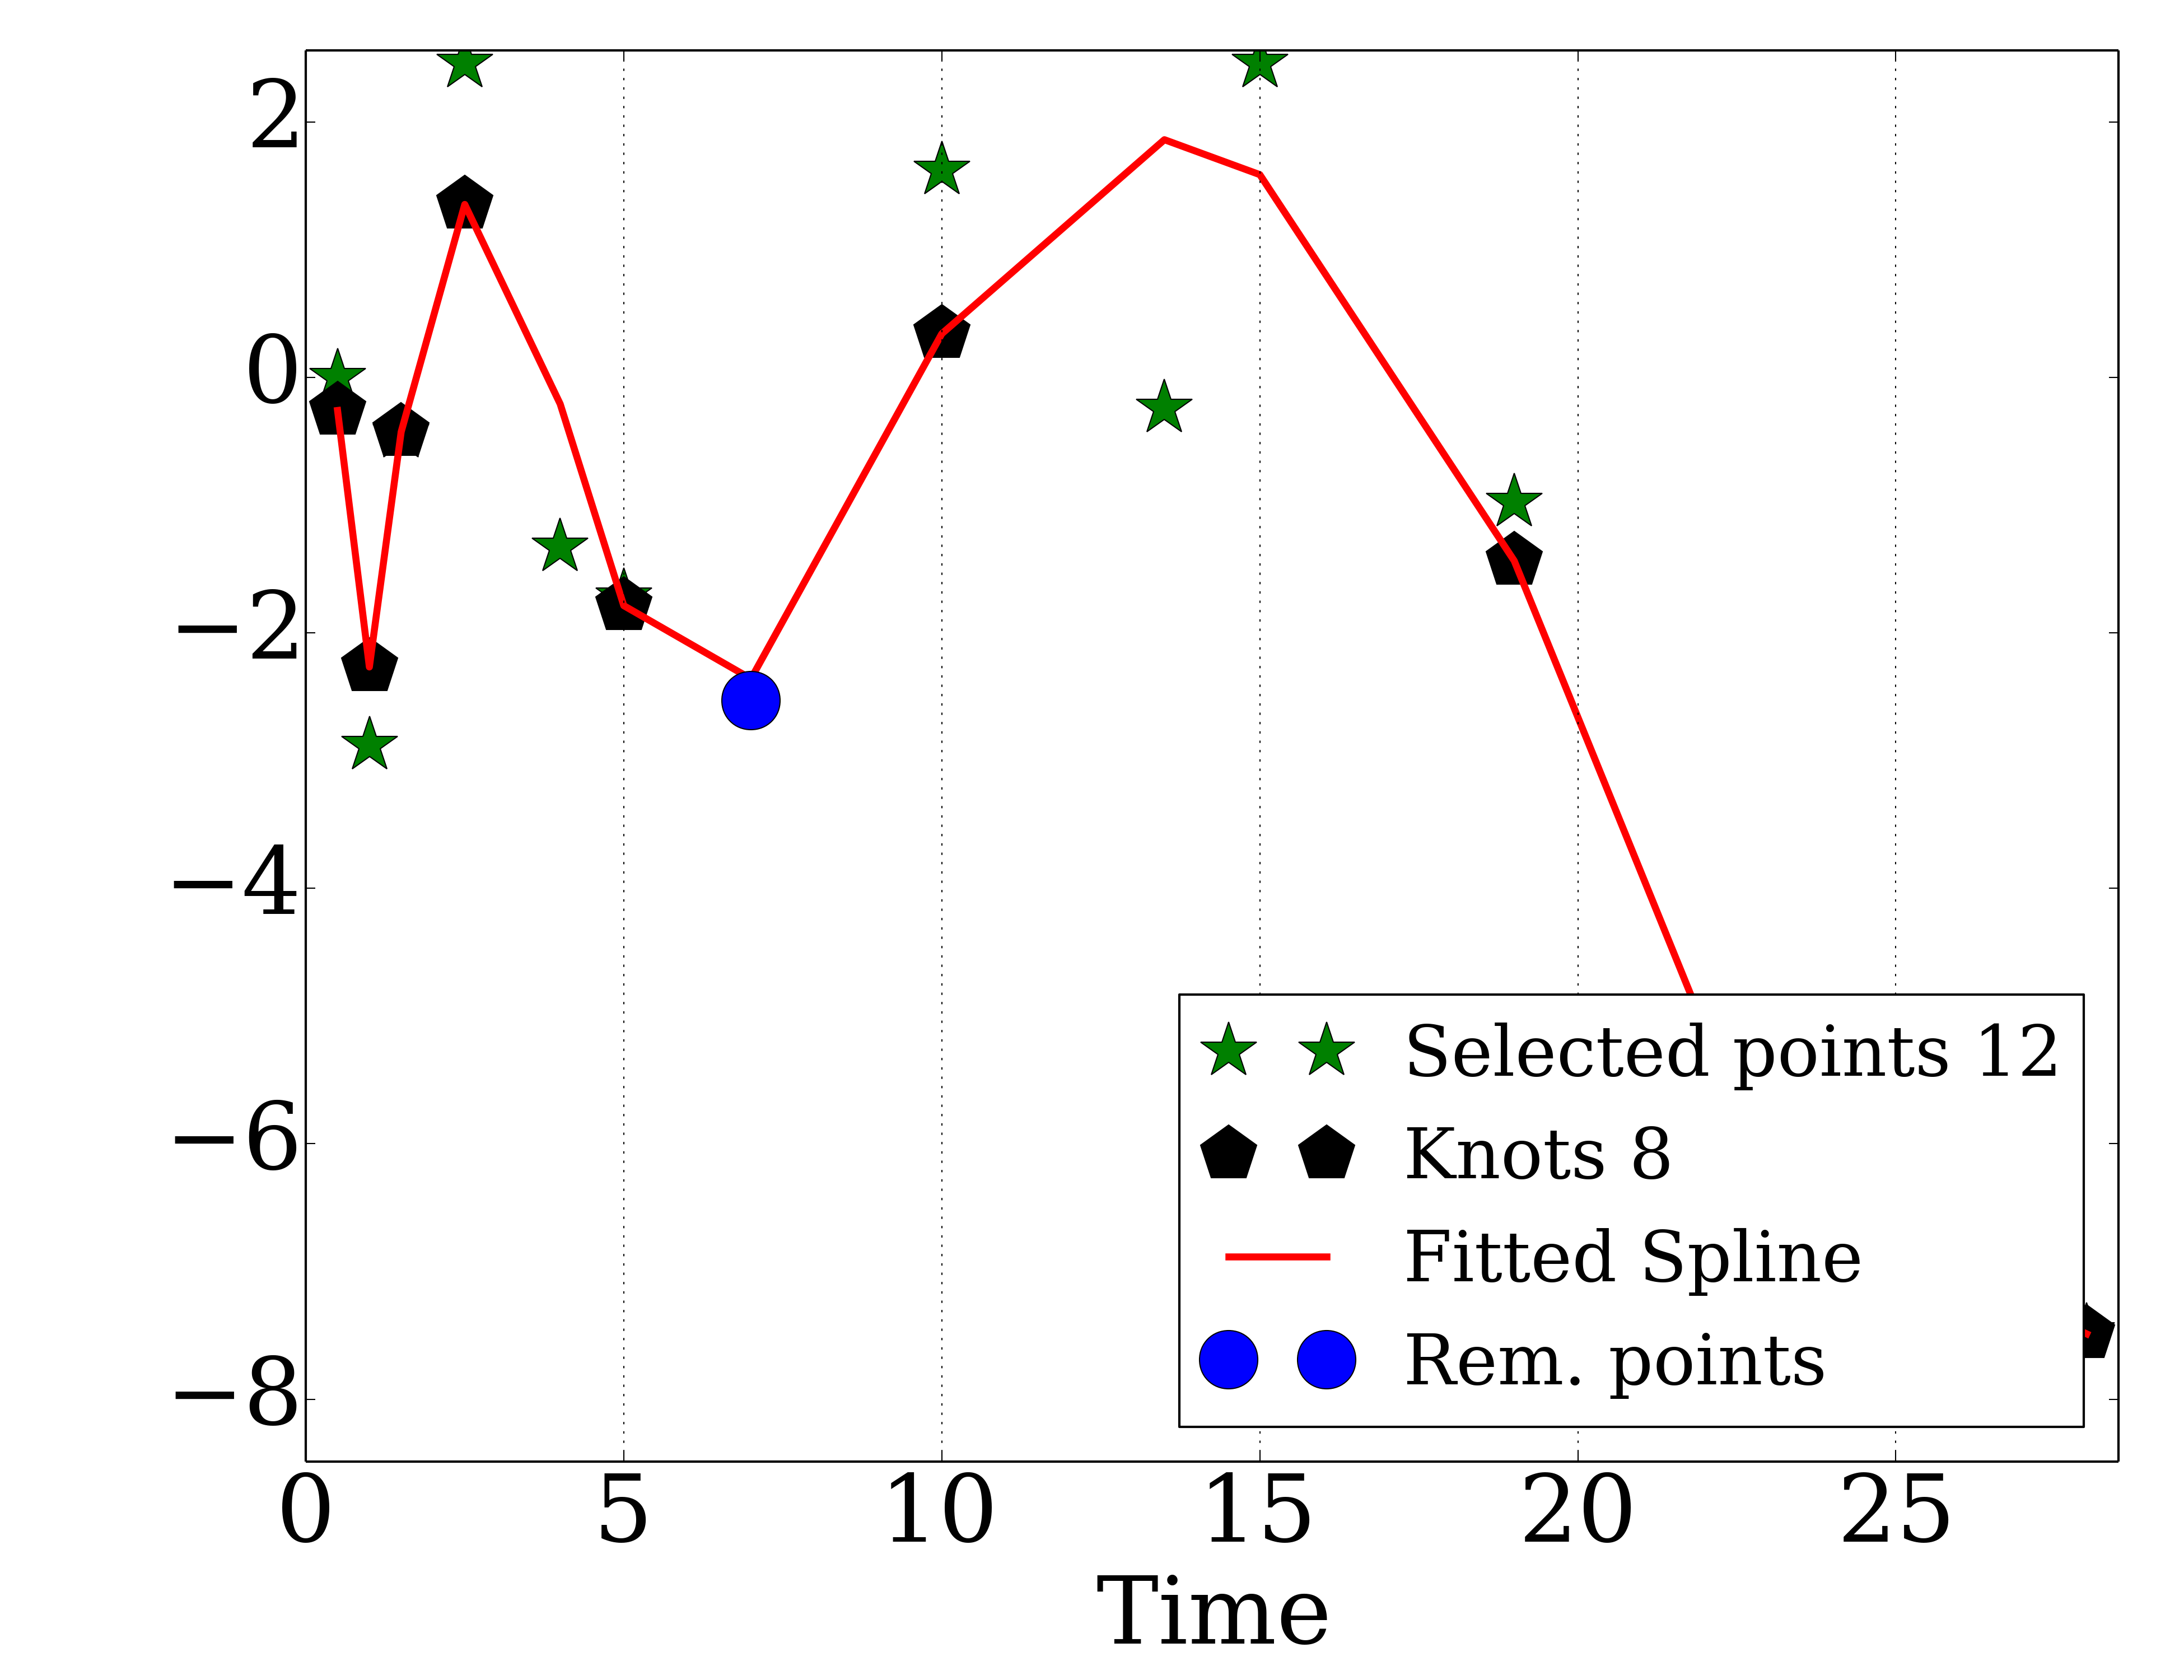 2
0
−2
−4
−6
−8
0 5 10 15 20 25
Time
Selected points 12
Knots 8
Fitted Spline
Rem. points